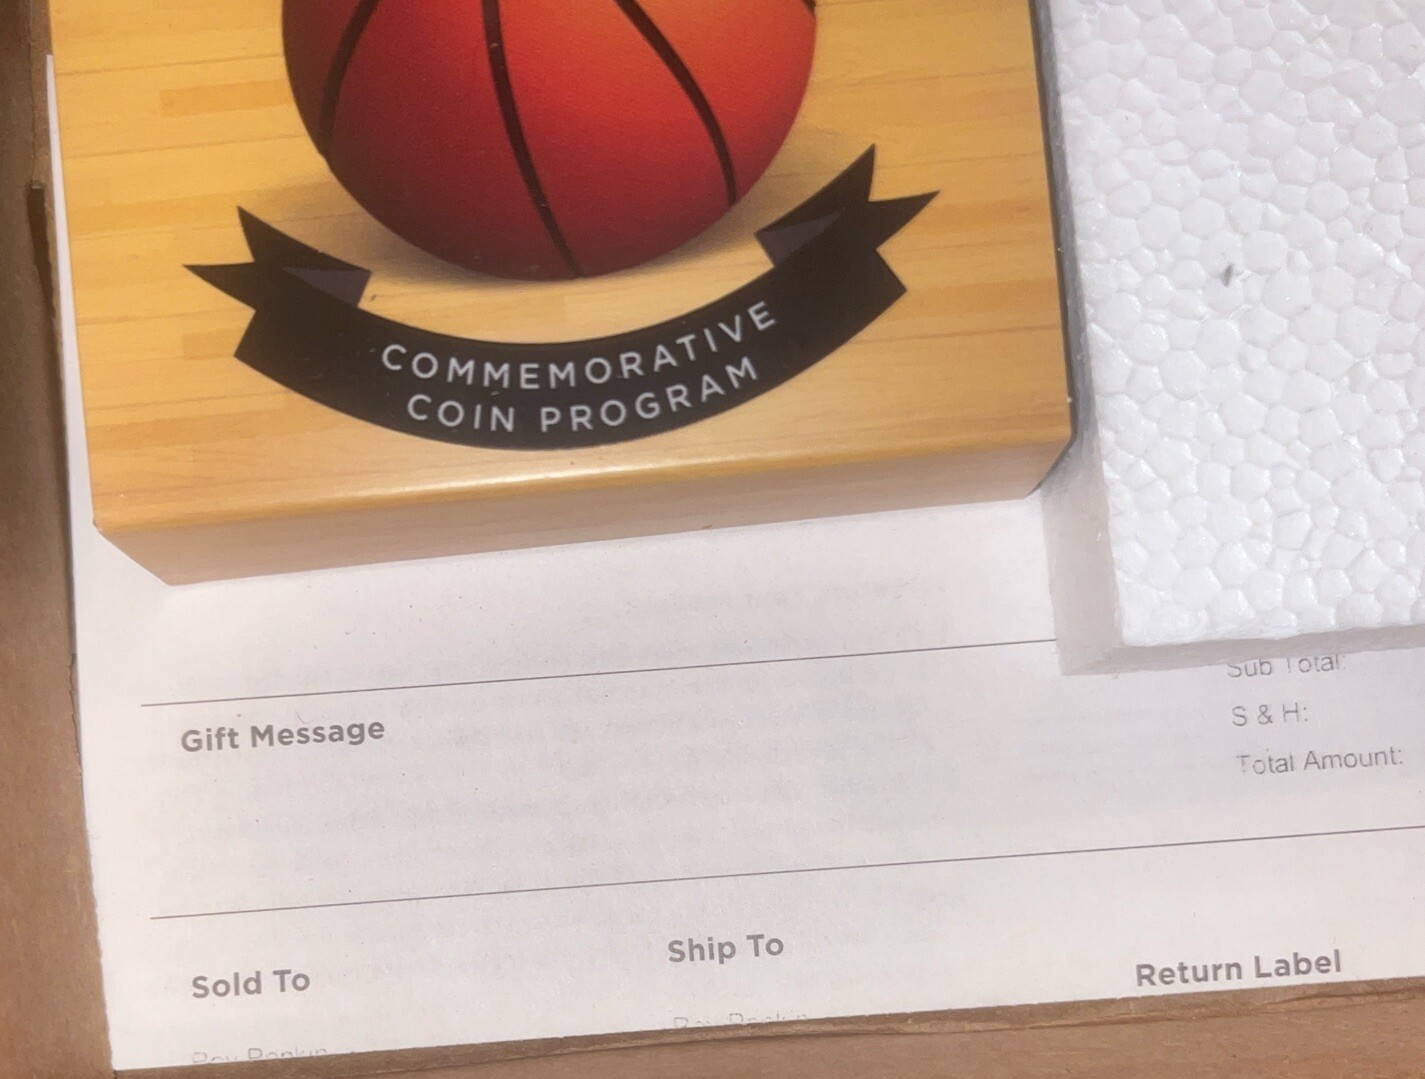 COMMEMORATIVE
COIN PROGRAM
Sub Total:
S & H:
Gift Message
Total Amount:
Ship To
Return Label
Sold To